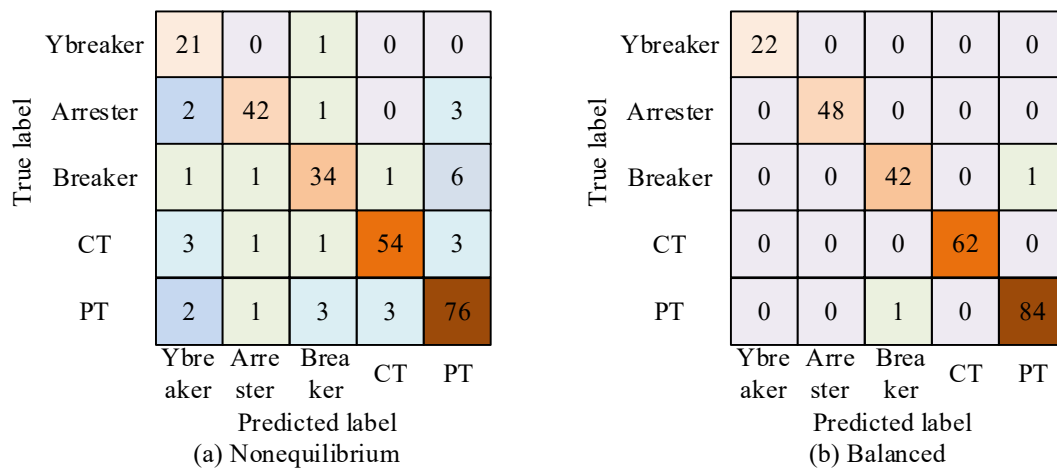 Ybreaker 21 0 1 0 0
Arrester 2 42 1 0 3
Breaker 1 1 34 1 6
CT 3 1 1 54 3
PT 2 1 3 3 76
True label
Ybre Arre Brea CT PT
aker ster ker
Predicted label
(a) Nonequilibrium
Ybreaker 22 0 0 0 0
Arrester 0 48 0 0 0
Breaker 0 0 42 0 1
CT 0 0 0 62 0
PT 0 0 1 0 84
True label
Ybre Arre Brea CT PT
aker ster ker
Predicted label
(b) Balanced